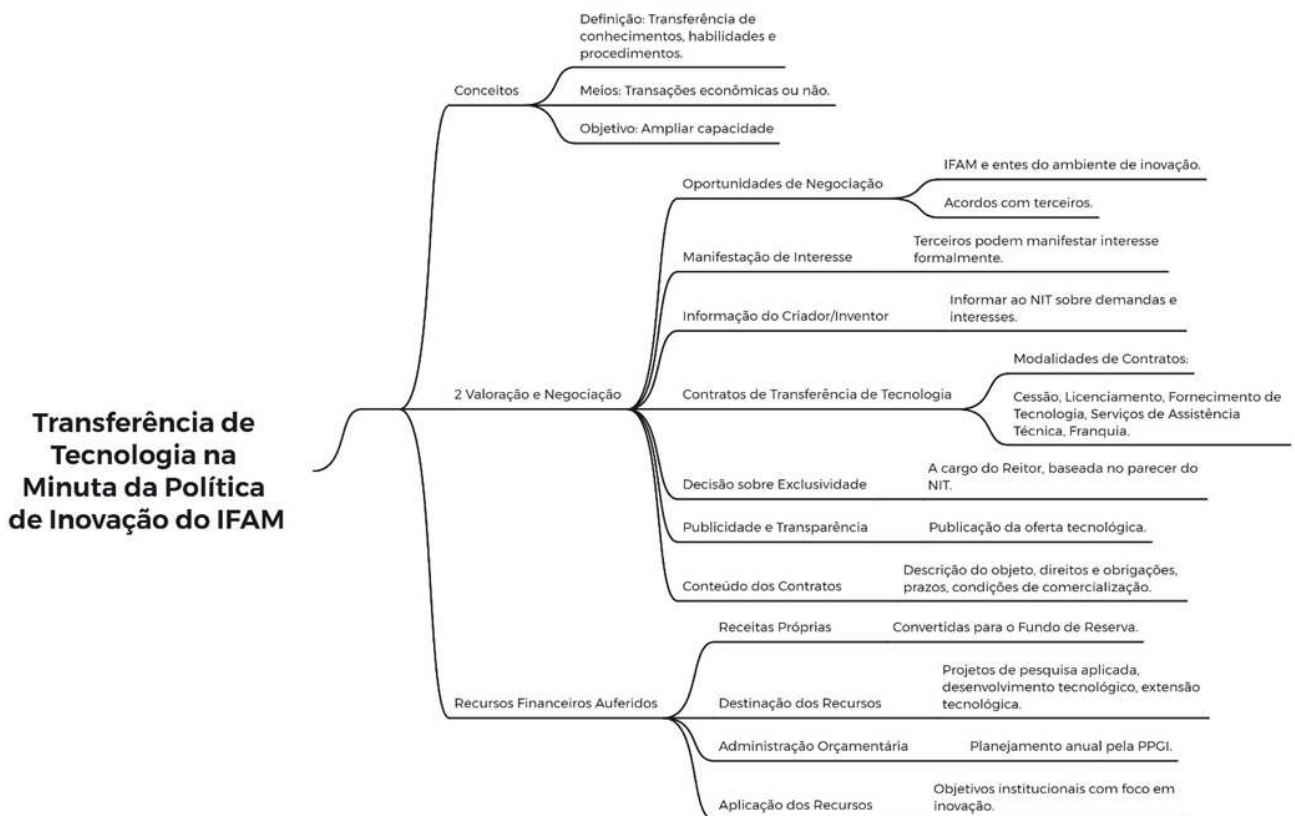 Transferência de
Tecnologia na
Minuta da Política
de Inovação do IFAM
Conceitos
Definição: Transferência de
conhecimentos, habilidades e
procedimentos.
Meios: Transações econômicas ou não.
Objetivo: Ampliar capacidade
2 Valoração e Negociação
Oportunidades de Negociação
IFAM e entes do ambiente de inovação.
Acordos com terceiros.
Manifestação de Interesse
Terceiros podem manifestar interesse
formalmente.
Informação do Criador/Inventor
Informar ao NIT sobre demandas e
interesses.
Contratos de Transferência de Tecnologia
Modalidades de Contratos:
Cessão, Licenciamento, Fornecimento de
Tecnologia, Serviços de Assistência
Técnica, Franquia.
Decisão sobre Exclusividade
A cargo do Reitor, baseada no parecer do
NIT.
Publicidade e Transparência
Publicação da oferta tecnológica.
Conteúdo dos Contratos
Descrição do objeto, direitos e obrigações,
prazos, condições de comercialização.
Recursos Financeiros Auferidos
Receitas Próprias
Convertidas para o Fundo de Reserva.
Destinação dos Recursos
Projetos de pesquisa aplicada,
desenvolvimento tecnológico, extensão
tecnológica.
Administração Orçamentária
Planejamento anual pela PPGI.
Aplicação dos Recursos
Objetivos institucionais com foco em
inovação.